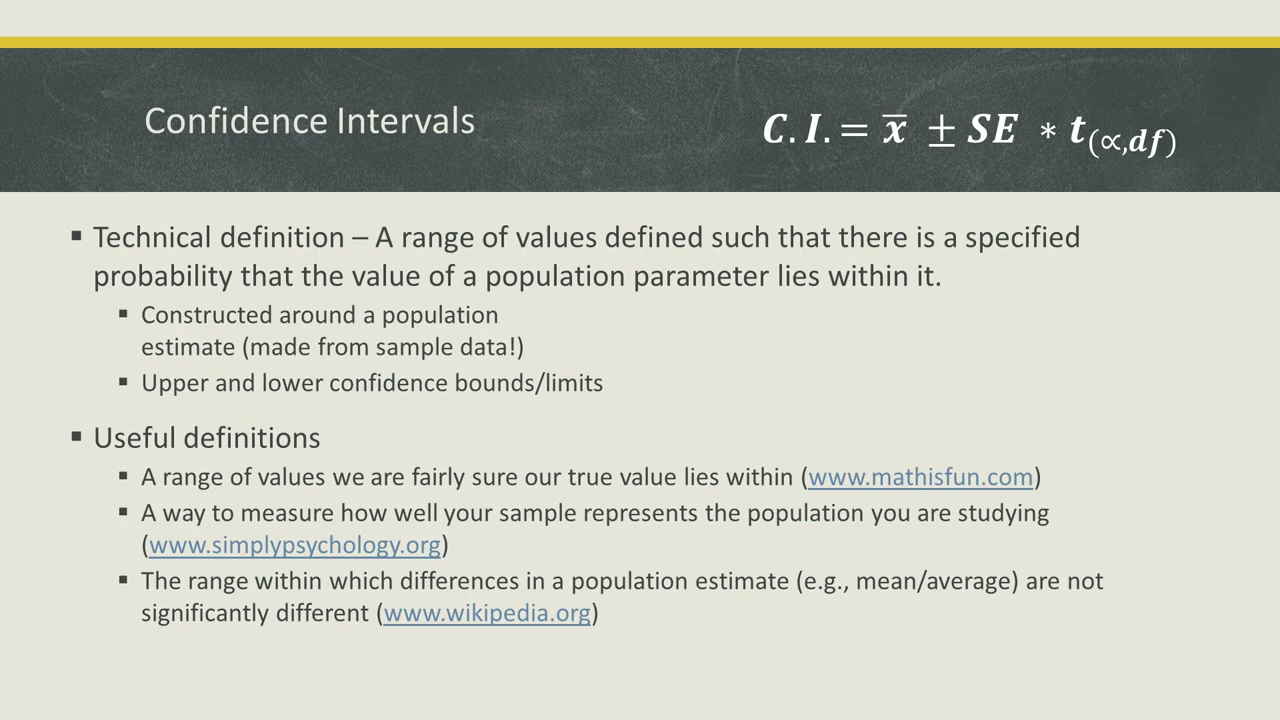 Confidence Intervals
C.I.= x̅ ± SE * t(∝,df)
▪ Technical definition – A range of values defined such that there is a specified
probability that the value of a population parameter lies within it.
▪ Constructed around a population
estimate (made from sample data!)
▪ Upper and lower confidence bounds/limits
▪ Useful definitions
▪ A range of values we are fairly sure our true value lies within (www.mathisfun.com)
▪ A way to measure how well your sample represents the population you are studying
(www.simplypsychology.org)
▪ The range within which differences in a population estimate (e.g., mean/average) are not
significantly different (www.wikipedia.org)